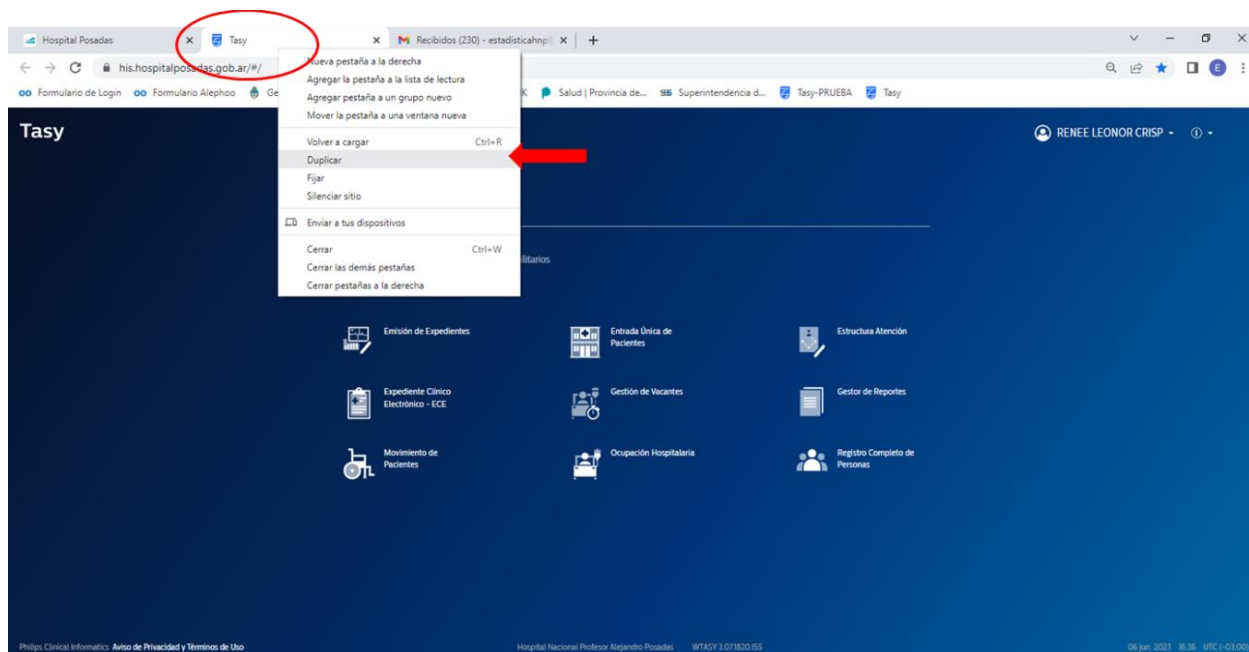 Hospital Posadas
Tasy
Recibidos (230) - estadisticahnp
his.hospitalposadas.gob.ar/#/
E
Formulario de Login
Formulario Alephoo
Ge
K
Salud | Provincia de...
Superintendencia d...
Tasy-PRUEBA
Tasy
Nueva pestaña a la derecha
Agregar la pestaña a la lista de lectura
Agregar pestaña a un grupo nuevo
Mover la pestaña a una ventana nueva
Volver a cargar Ctrl+R
Duplicar
Fijar
Silenciar sitio
Enviar a tus dispositivos
Cerrar Ctrl+W
Cerrar las demás pestañas
Cerrar pestañas a la derecha
Tasy
RENEE LEONOR CRISP
ilitarios
Emisión de Expedientes
Entrada Única de
Pacientes
Estructura Atención
Expediente Clínico
Electrónico - ECE
Gestión de Vacantes
Gestor de Reportes
Movimiento de
Pacientes
Ocupación Hospitalaria
Registro Completo de
Personas
Philips Clinical Informatics Aviso de Privacidad y Términos de Uso
Hospital Nacional Profesor Alejandro Posadas WTASY 3.07.1820.155
06 jun. 2023 16:36 UTC (-03:00)